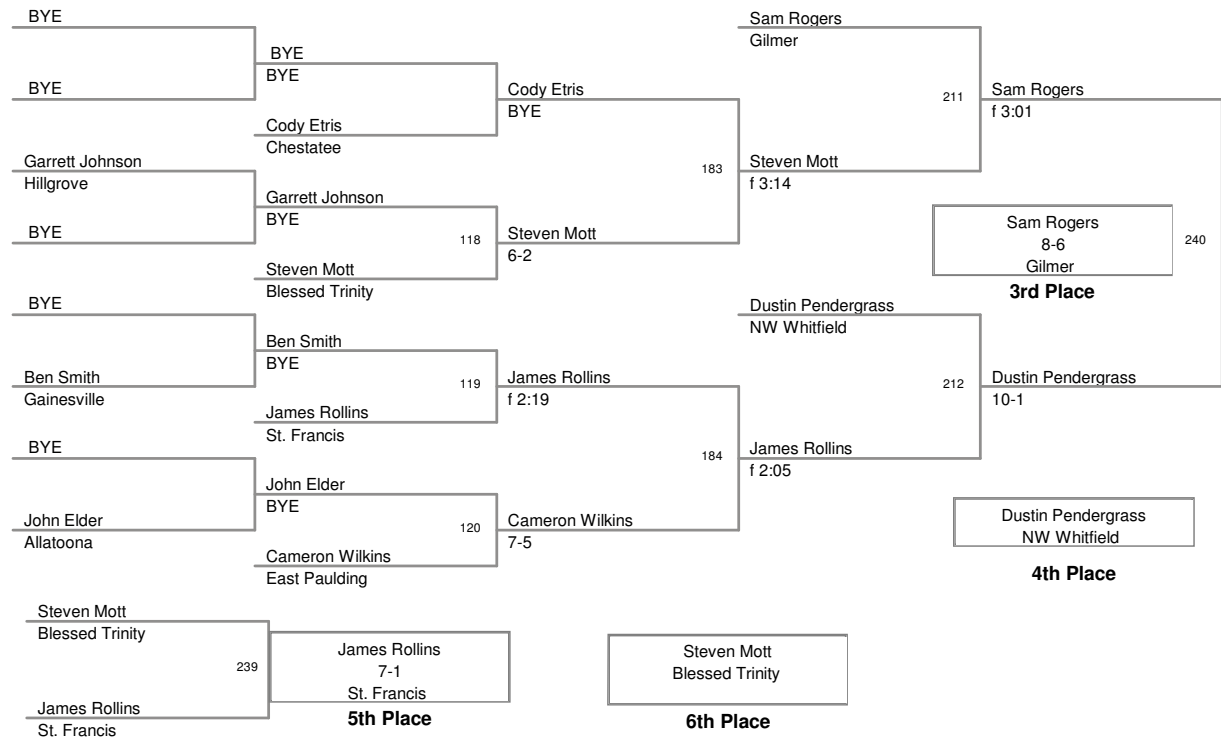 BYE
BYE
BYE
BYE
Cody Etris
Chestatee
Cody Etris
BYE
Garrett Johnson
Hillgrove
BYE
Garrett Johnson
BYE
Steven Mott
Blessed Trinity
118
Steven Mott
6-2
183
Steven Mott
f 3:14
Sam Rogers
Gilmer
211
Sam Rogers
f 3:01
Sam Rogers
8-6
Gilmer
3rd Place
240
BYE
Ben Smith
Gainesville
Ben Smith
BYE
James Rollins
St. Francis
119
James Rollins
f 2:19
BYE
John Elder
Allatoona
John Elder
BYE
Cameron Wilkins
East Paulding
120
Cameron Wilkins
7-5
184
James Rollins
f 2:05
Dustin Pendergrass
NW Whitfield
212
Dustin Pendergrass
10-1
Dustin Pendergrass
NW Whitfield
4th Place
Steven Mott
Blessed Trinity
James Rollins
St. Francis
239
James Rollins
7-1
St. Francis
5th Place
Steven Mott
Blessed Trinity
6th Place